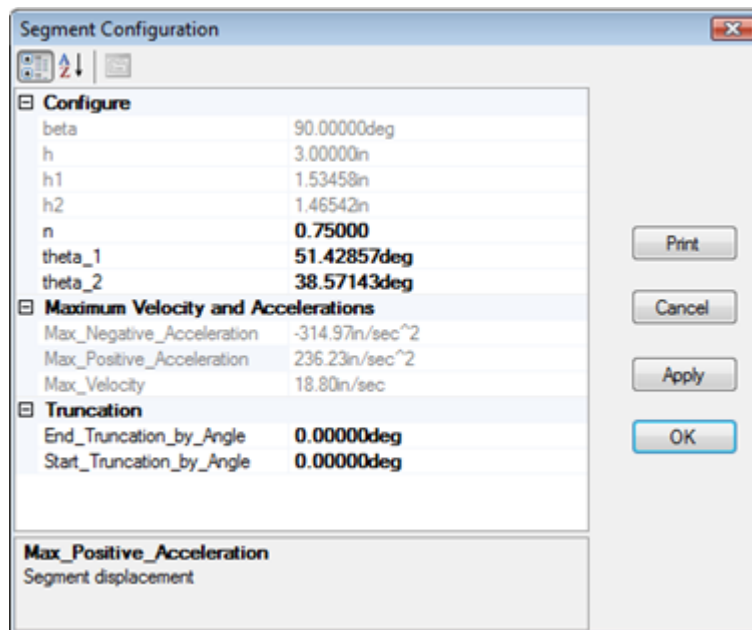 Segment Configuration
Configure
beta 90.00000deg
h 3.00000in
h1 1.53458in
h2 1.46542in
n 0.75000
theta_1 51.42857deg
theta_2 38.57143deg
Maximum Velocity and Accelerations
Max_Negative_Acceleration -314.97in/sec^2
Max_Positive_Acceleration 236.23in/sec^2
Max_Velocity 18.80in/sec
Truncation
End_Truncation_by_Angle 0.00000deg
Start_Truncation_by_Angle 0.00000deg
Max_Positive_Acceleration
Segment displacement
Print
Cancel
Apply
OK